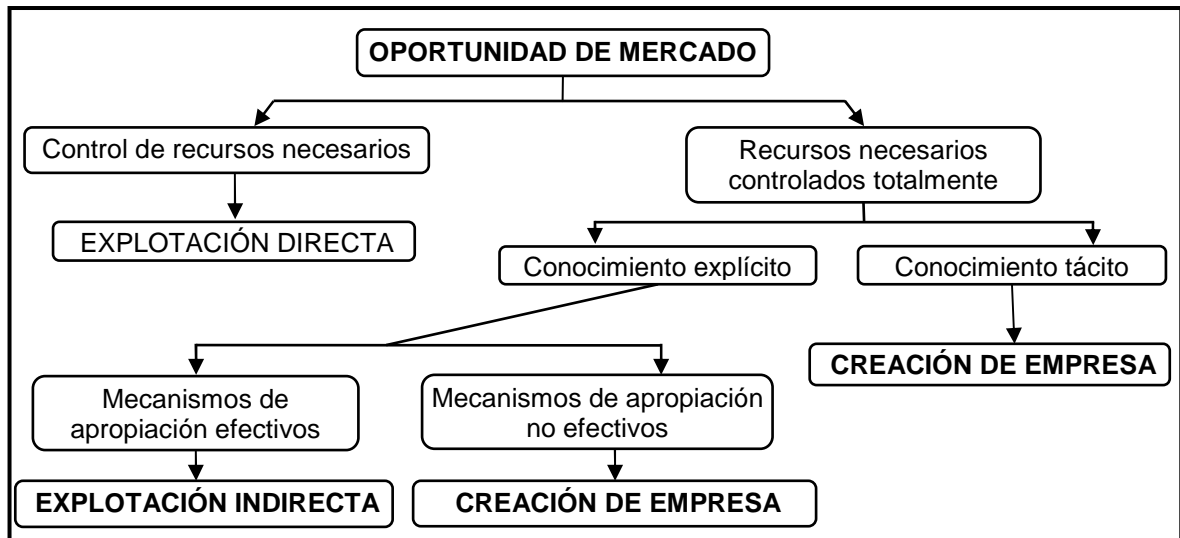 OPORTUNIDAD DE MERCADO
Control de recursos necesarios
Recursos necesarios
controlados totalmente
EXPLOTACIÓN DIRECTA
Conocimiento explícito
Conocimiento tácito
CREACIÓN DE EMPRESA
Mecanismos de
apropiación efectivos
Mecanismos de apropiación
no efectivos
EXPLOTACIÓN INDIRECTA
CREACIÓN DE EMPRESA